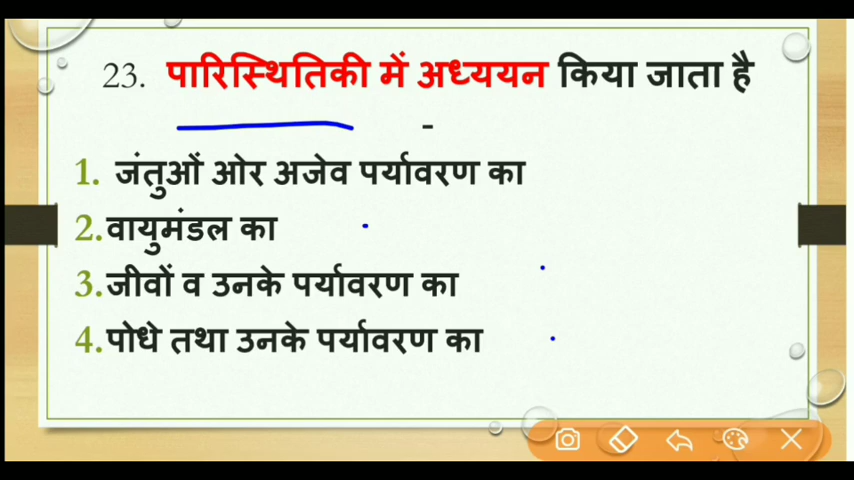 23. पारिस्थितिकी में अध्ययन किया जाता है
-
1. जंतुओं ओर अजेव पर्यावरण का
2.वायुमंडल का
3.जीवों व उनके पर्यावरण का
4.पोधे तथा उनके पर्यावरण का